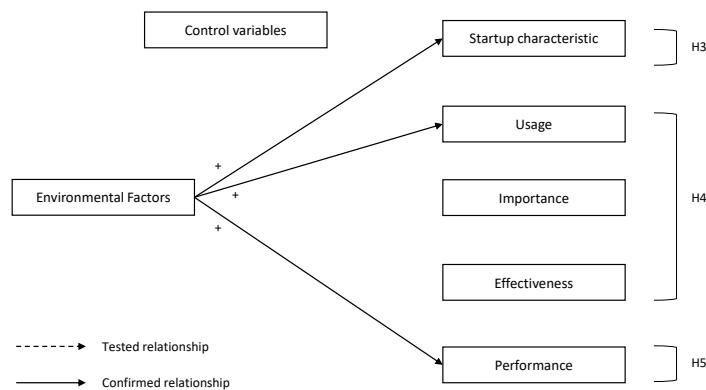 Control variables
Startup characteristic
H3
Usage
+
+
Environmental Factors
Importance
H4
+
Effectiveness
Tested relationship
Performance
H5
Confirmed relationship